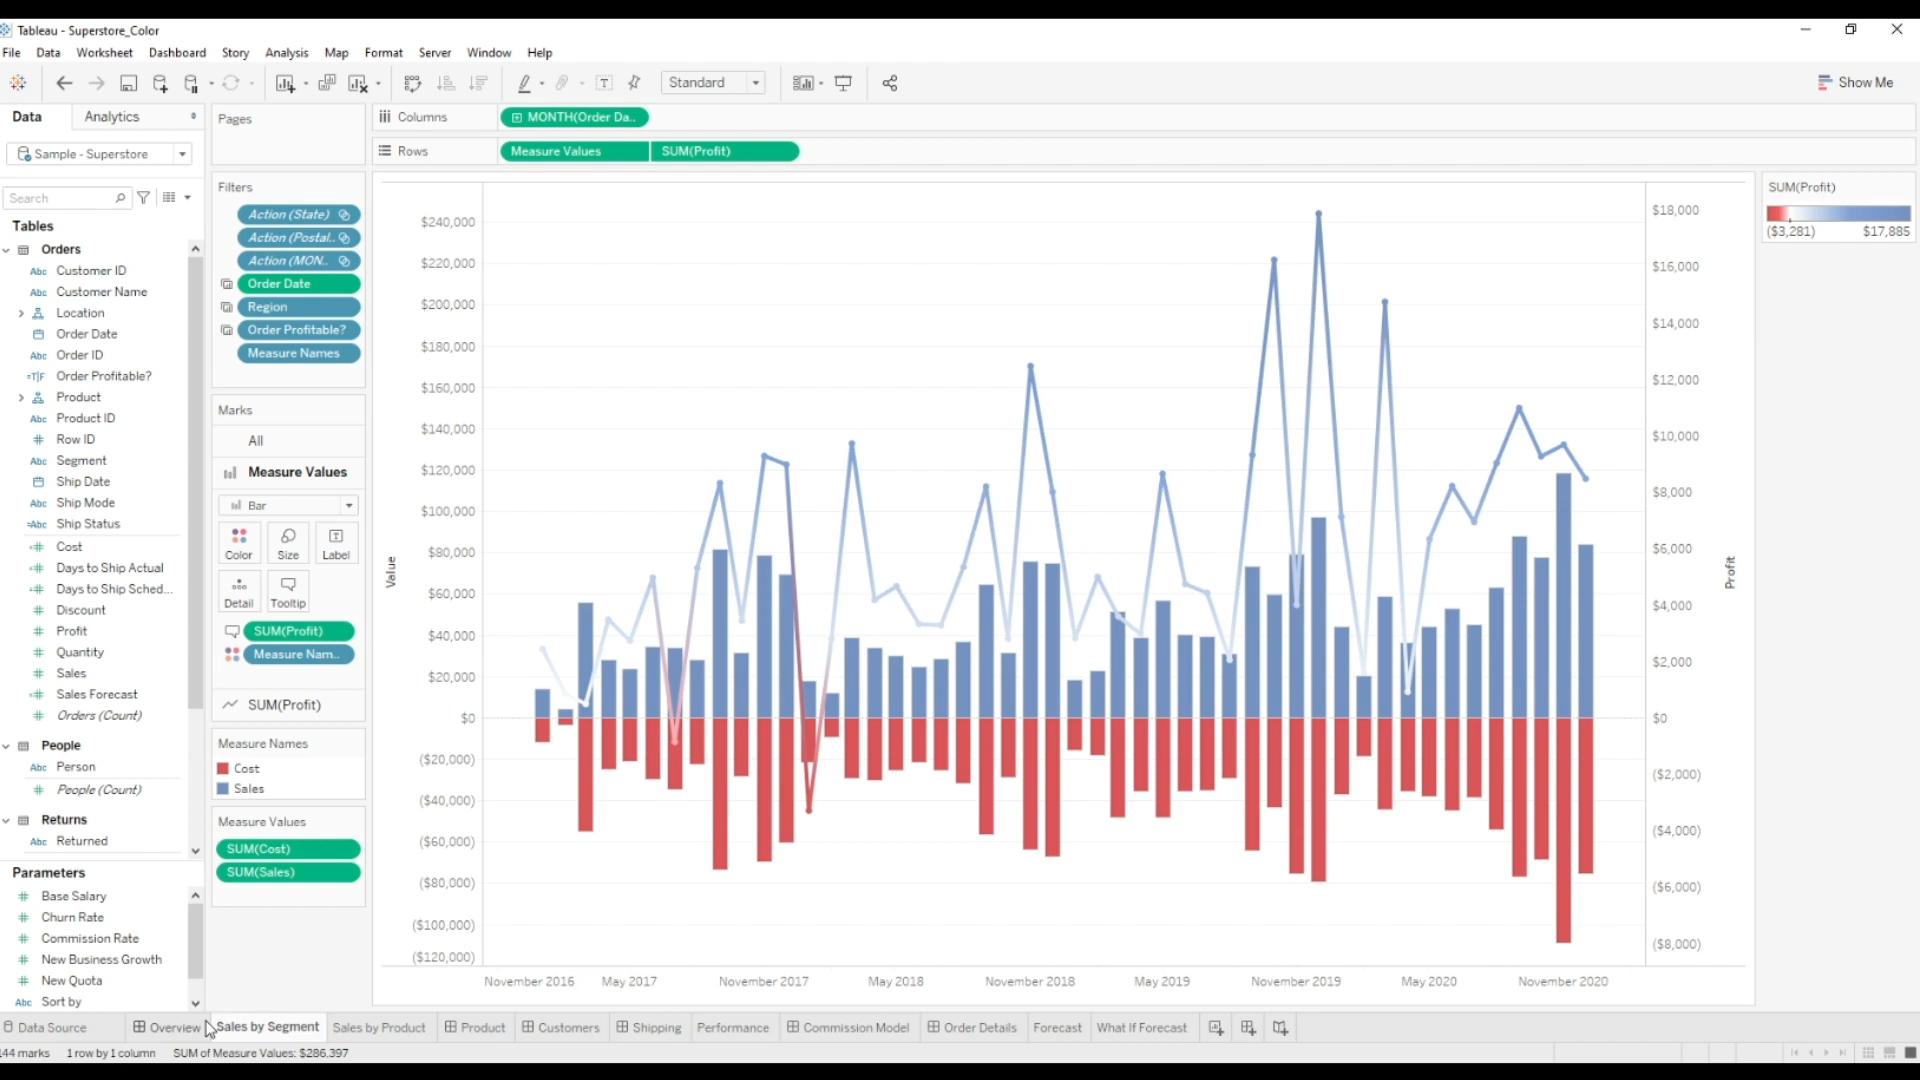 Tableau - Superstore_Color
File Data Worksheet Dashboard Story Analysis Map Format Server Window Help
Standard
Show Me
Data
Analytics
Sample - Superstore
Search
Tables
Orders
Abc Customer ID
Abc Customer Name
Location
Order Date
Abc Order ID
=T|F Order Profitable?
Product
Abc Product ID
# Row ID
Abc Segment
Ship Date
Abc Ship Mode
=Abc Ship Status
=# Cost
=# Days to Ship Actual
=# Days to Ship Sched...
# Discount
# Profit
# Quantity
# Sales
=# Sales Forecast
# Orders (Count)
People
Abc Person
# People (Count)
Returns
Abc Returned
Parameters
# Base Salary
# Churn Rate
# Commission Rate
# New Business Growth
# New Quota
Abc Sort by
Pages
Filters
Action (State)
Action (Postal..
Action (MON..
Order Date
Region
Order Profitable?
Measure Names
Marks
All
Measure Values
Bar
Color
Size
Label
Detail
Tooltip
SUM(Profit)
Measure Nam..
SUM(Profit)
Measure Names
Cost
Sales
Measure Values
SUM(Cost)
SUM(Sales)
Columns
MONTH(Order Da..
Rows
Measure Values
SUM(Profit)
Value
$240,000
$220,000
$200,000
$180,000
$160,000
$140,000
$120,000
$100,000
$80,000
$60,000
$40,000
$20,000
$0
($20,000)
($40,000)
($60,000)
($80,000)
($100,000)
($120,000)
November 2016
May 2017
November 2017
May 2018
November 2018
May 2019
November 2019
May 2020
November 2020
$18,000
$16,000
$14,000
$12,000
$10,000
$8,000
$6,000
$4,000
$2,000
$0
($2,000)
($4,000)
($6,000)
($8,000)
Profit
SUM(Profit)
($3,281)
$17,885
Data Source
Overview
Sales by Segment
Sales by Product
Product
Customers
Shipping
Performance
Commission Model
Order Details
Forecast
What If Forecast
144 marks
1 row by 1 column
SUM of Measure Values: $286,397